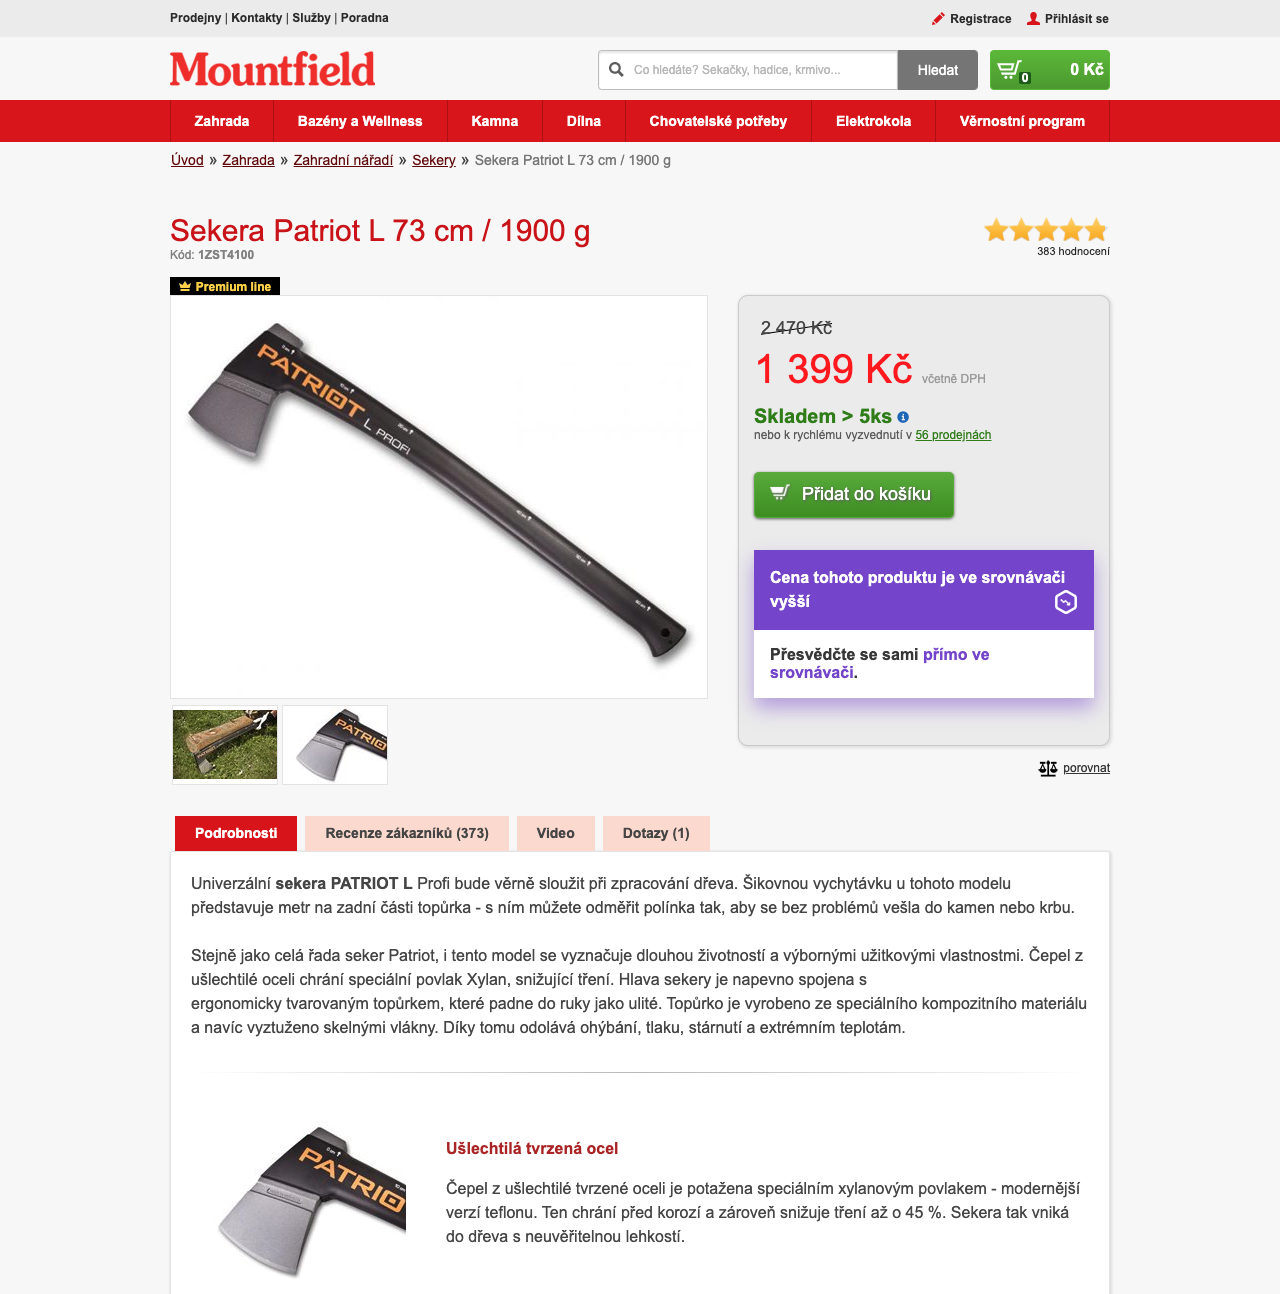 Prodejny | Kontakty | Služby | Poradna
Registrace Přihlásit se
Mountfield
Co hledáte? Sekačky, hadice, krmivo...
Hledat
0
0 Kč
Zahrada Bazény a Wellness Kamna Dílna Chovatelské potřeby Elektrokola Věrnostní program
Úvod » Zahrada » Zahradní nářadí » Sekery » Sekera Patriot L 73 cm / 1900 g
Sekera Patriot L 73 cm / 1900 g
Kód: 1ZST4100
383 hodnocení
Premium line
PATRIOT
L PROFI
2 470 Kč
1 399 Kč včetně DPH
Skladem > 5ks
nebo k rychlému vyzvednutí v 56 prodejnách
Přidat do košíku
Cena tohoto produktu je ve srovnávači
vyšší
Přesvědčte se sami přímo ve
srovnávači.
PATRIO
porovnat
Podrobnosti Recenze zákazníků (373) Video Dotazy (1)
Univerzální sekera PATRIOT L Profi bude věrně sloužit při zpracování dřeva. Šikovnou vychytávku u tohoto modelu
představuje metr na zadní části topůrka - s ním můžete odměřit polínka tak, aby se bez problémů vešla do kamen nebo krbu.
Stejně jako celá řada seker Patriot, i tento model se vyznačuje dlouhou životností a výbornými užitkovými vlastnostmi. Čepel z
ušlechtilé oceli chrání speciální povlak Xylan, snižující tření. Hlava sekery je napevno spojena s
ergonomicky tvarovaným topůrkem, které padne do ruky jako ulité. Topůrko je vyrobeno ze speciálního kompozitního materiálu
a navíc vyztuženo skelnými vlákny. Díky tomu odolává ohýbání, tlaku, stárnutí a extrémním teplotám.
PATRIO
Ušlechtilá tvrzená ocel
Čepel z ušlechtilé tvrzené oceli je potažena speciálním xylanovým povlakem - modernější
verzí teflonu. Ten chrání před korozí a zároveň snižuje tření až o 45 %. Sekera tak vniká
do dřeva s neuvěřitelnou lehkostí.